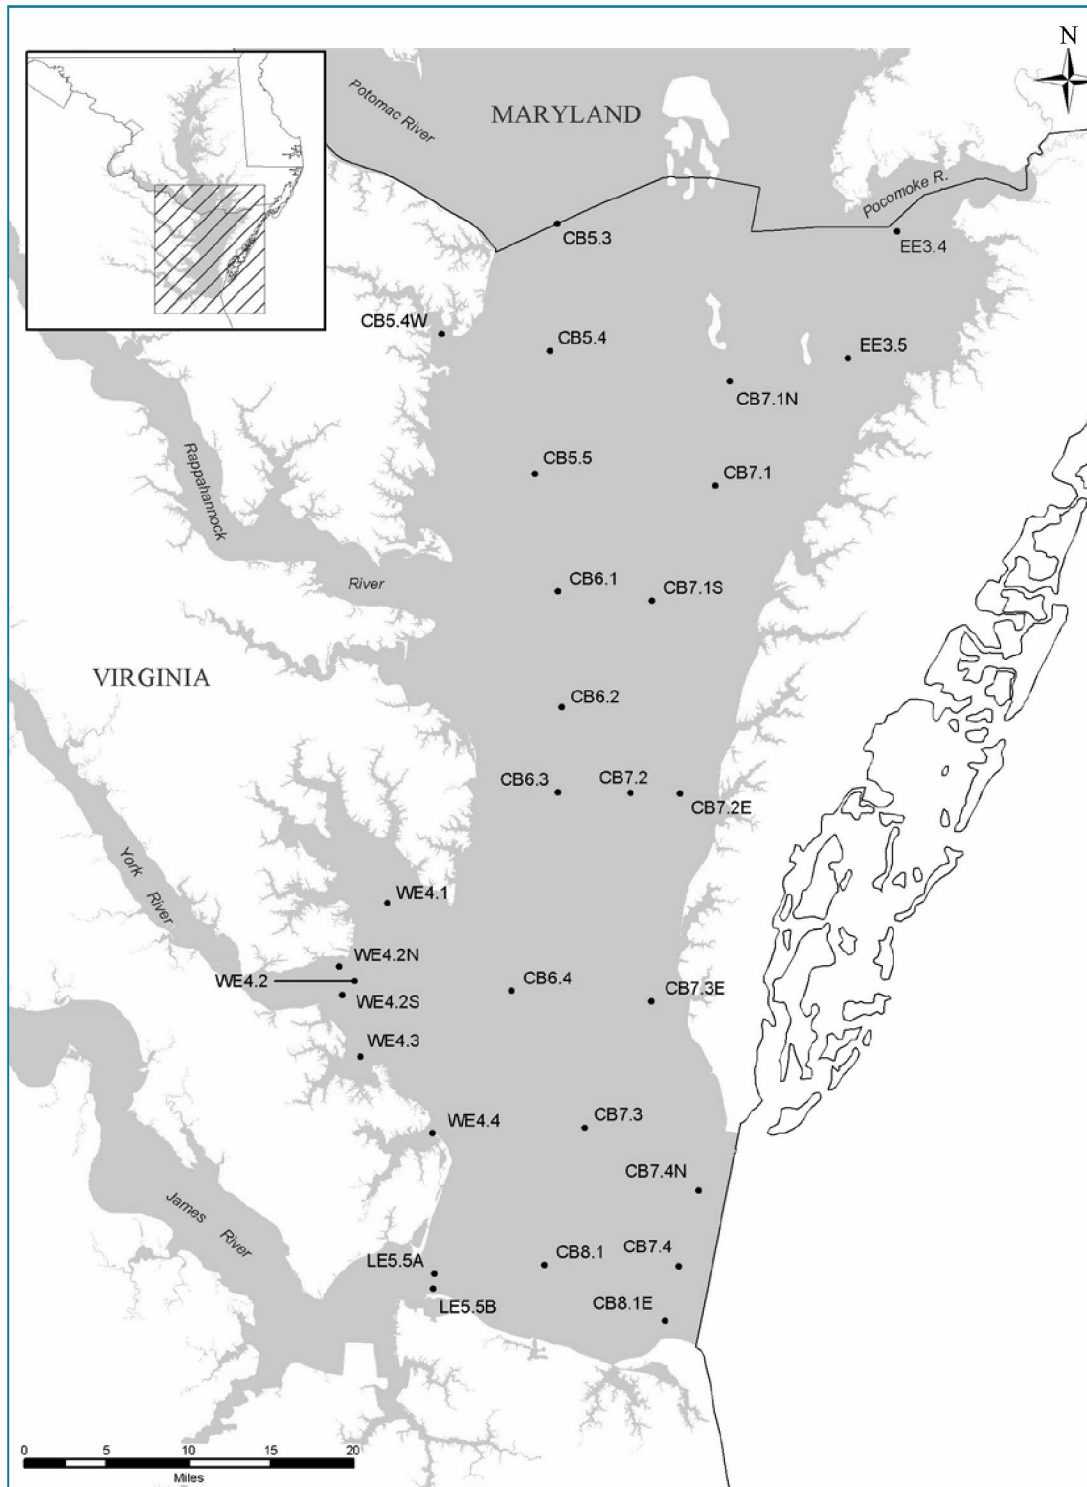 N
Potomac River
MARYLAND
Pocomoke R.
CB5.3
EE3.4
CB5.4W
CB5.4
EE3.5
CB7.1N
Rappahannock
CB5.5
CB7.1
River
CB6.1
CB7.1S
VIRGINIA
CB6.2
CB6.3
CB7.2
CB7.2E
York River
WE4.1
WE4.2N
WE4.2
WE4.2S
CB6.4
CB7.3E
WE4.3
WE4.4
CB7.3
CB7.4N
James River
LE5.5A
CB8.1
CB7.4
LE5.5B
CB8.1E
0 5 10 15 20
Miles